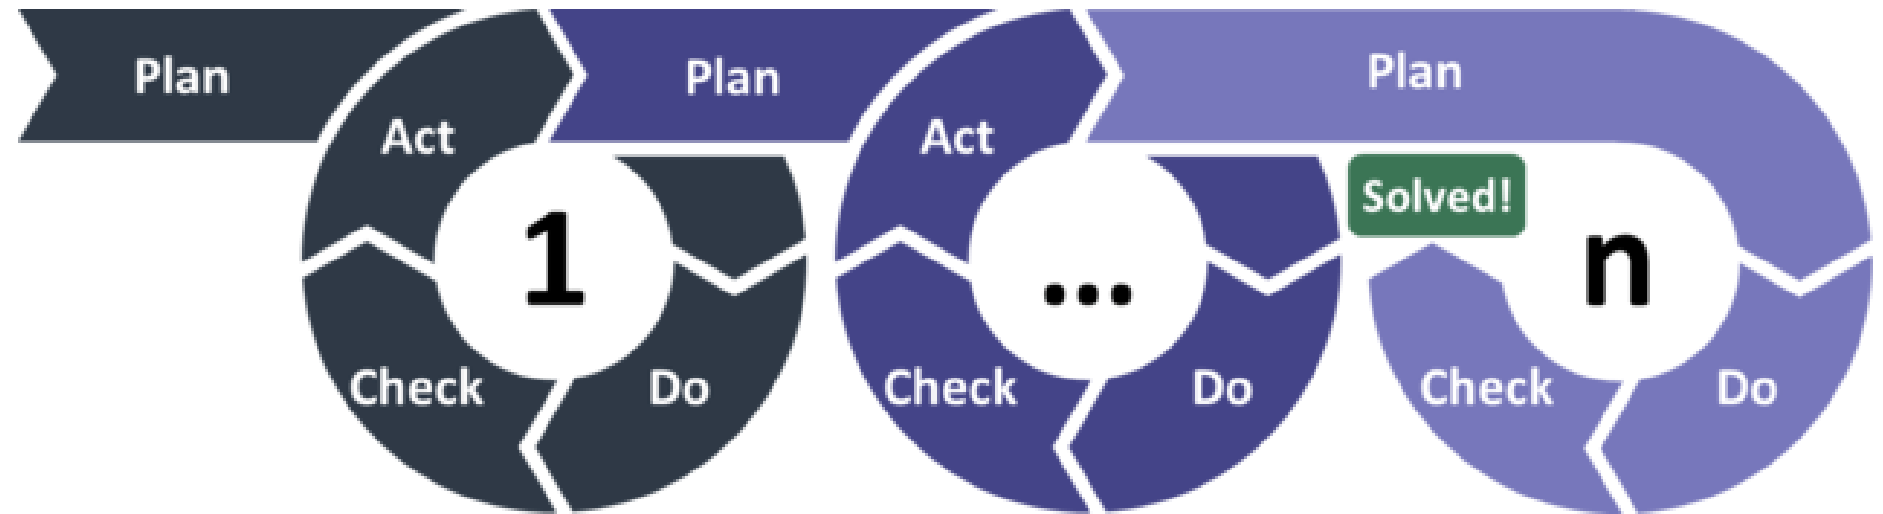 Plan
Plan
Plan
Act
Act
Solved!
1
...
n
Check
Do
Check
Do
Check
Do